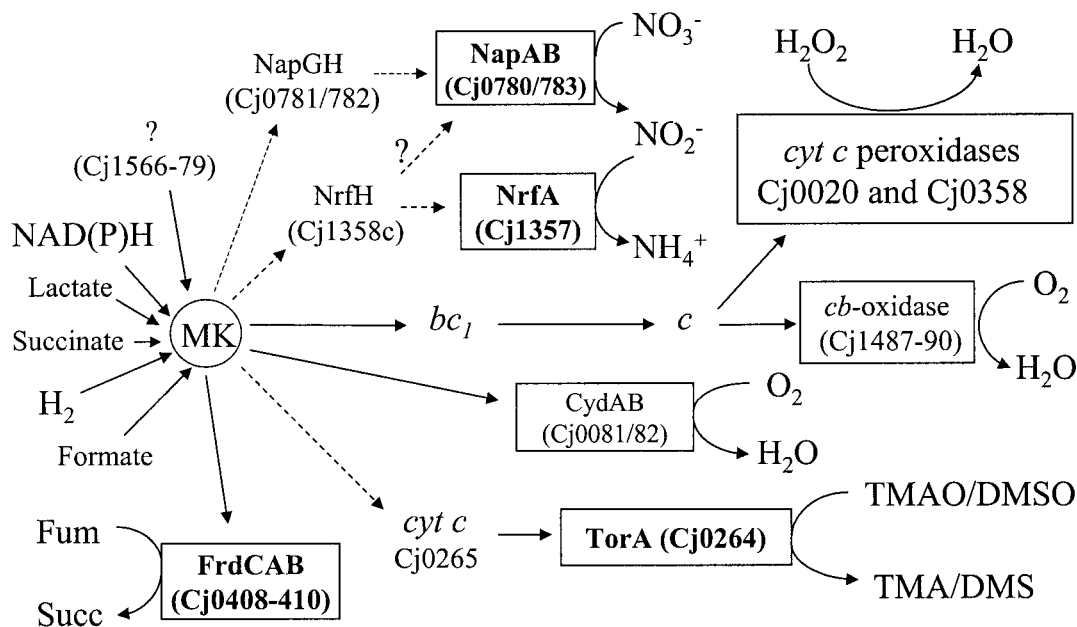 NapGH
(Cj0781/782)
NapAB
(Cj0780/783)
NO3-
NO2-
H2O2
H2O
cyt c peroxidases
Cj0020 and Cj0358
?
(Cj1566-79)
?
NrfH
(Cj1358c)
NrfA
(Cj1357)
NH4+
NAD(P)H
Lactate
Succinate
H2
Formate
MK
bc1
c
cb-oxidase
(Cj1487-90)
O2
H2O
CydAB
(Cj0081/82)
O2
H2O
Fum
Succ
FrdCAB
(Cj0408-410)
cyt c
Cj0265
TorA (Cj0264)
TMAO/DMSO
TMA/DMS